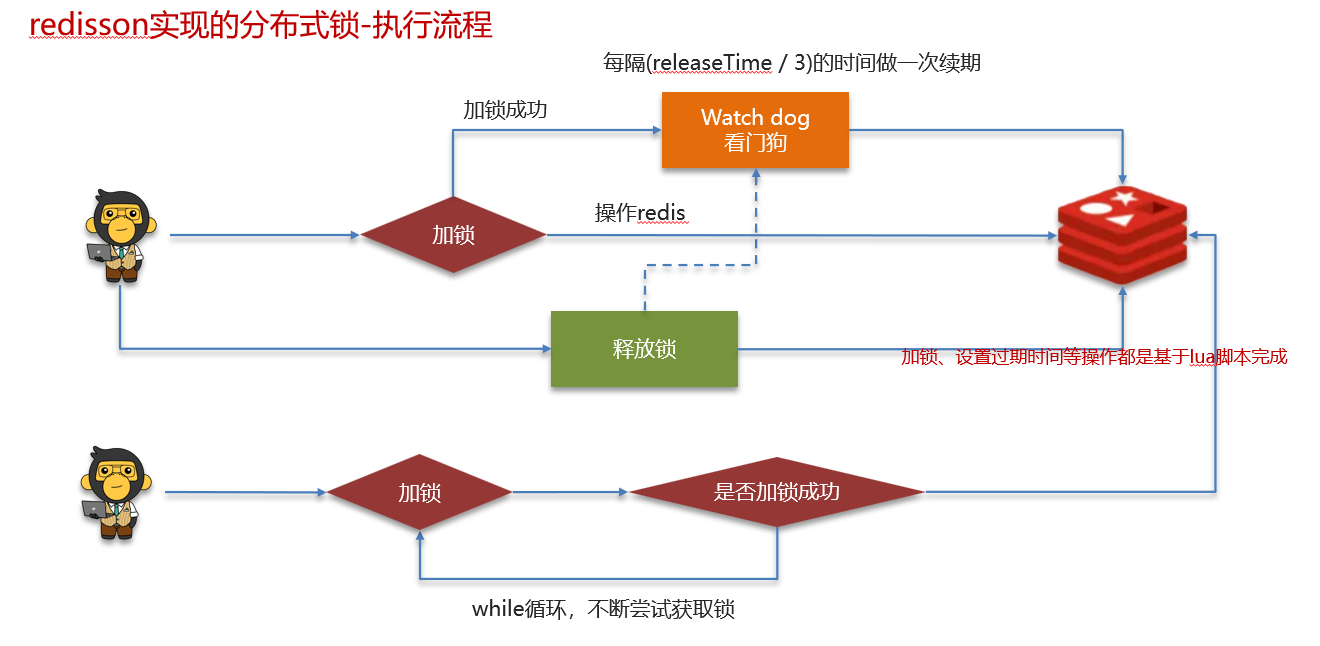 redisson实现的分布式锁-执行流程
每隔(releaseTime / 3)的时间做一次续期
加锁成功
Watch dog
看门狗
操作redis
加锁
释放锁
加锁、设置过期时间等操作都是基于lua脚本完成
加锁
是否加锁成功
while循环，不断尝试获取锁